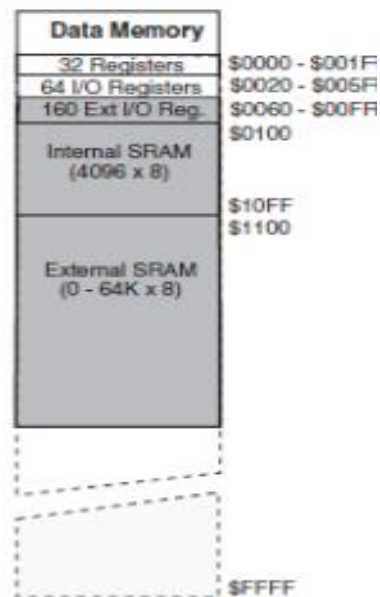 Data Memory
32 Registers $0000 - $001F
64 I/O Registers $0020 - $005F
160 Ext I/O Reg. $0060 - $00FF
$0100
Internal SRAM
(4096 x 8)
$10FF
$1100
External SRAM
(0 - 64K x 8)
$FFFF